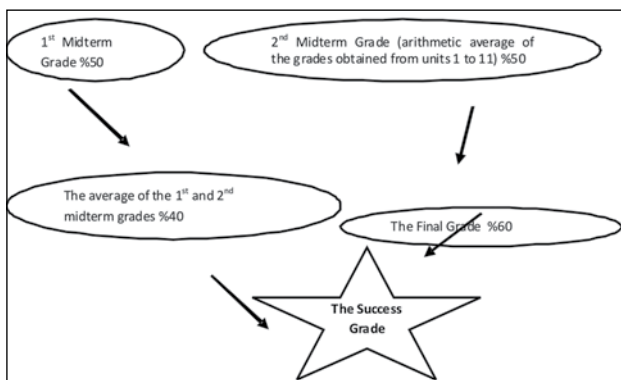 1st Midterm
Grade %50
2nd Midterm Grade (arithmetic average of
the grades obtained from units 1 to 11) %50
The average of the 1st and 2nd
midterm grades %40
The Final Grade %60
The Success
Grade